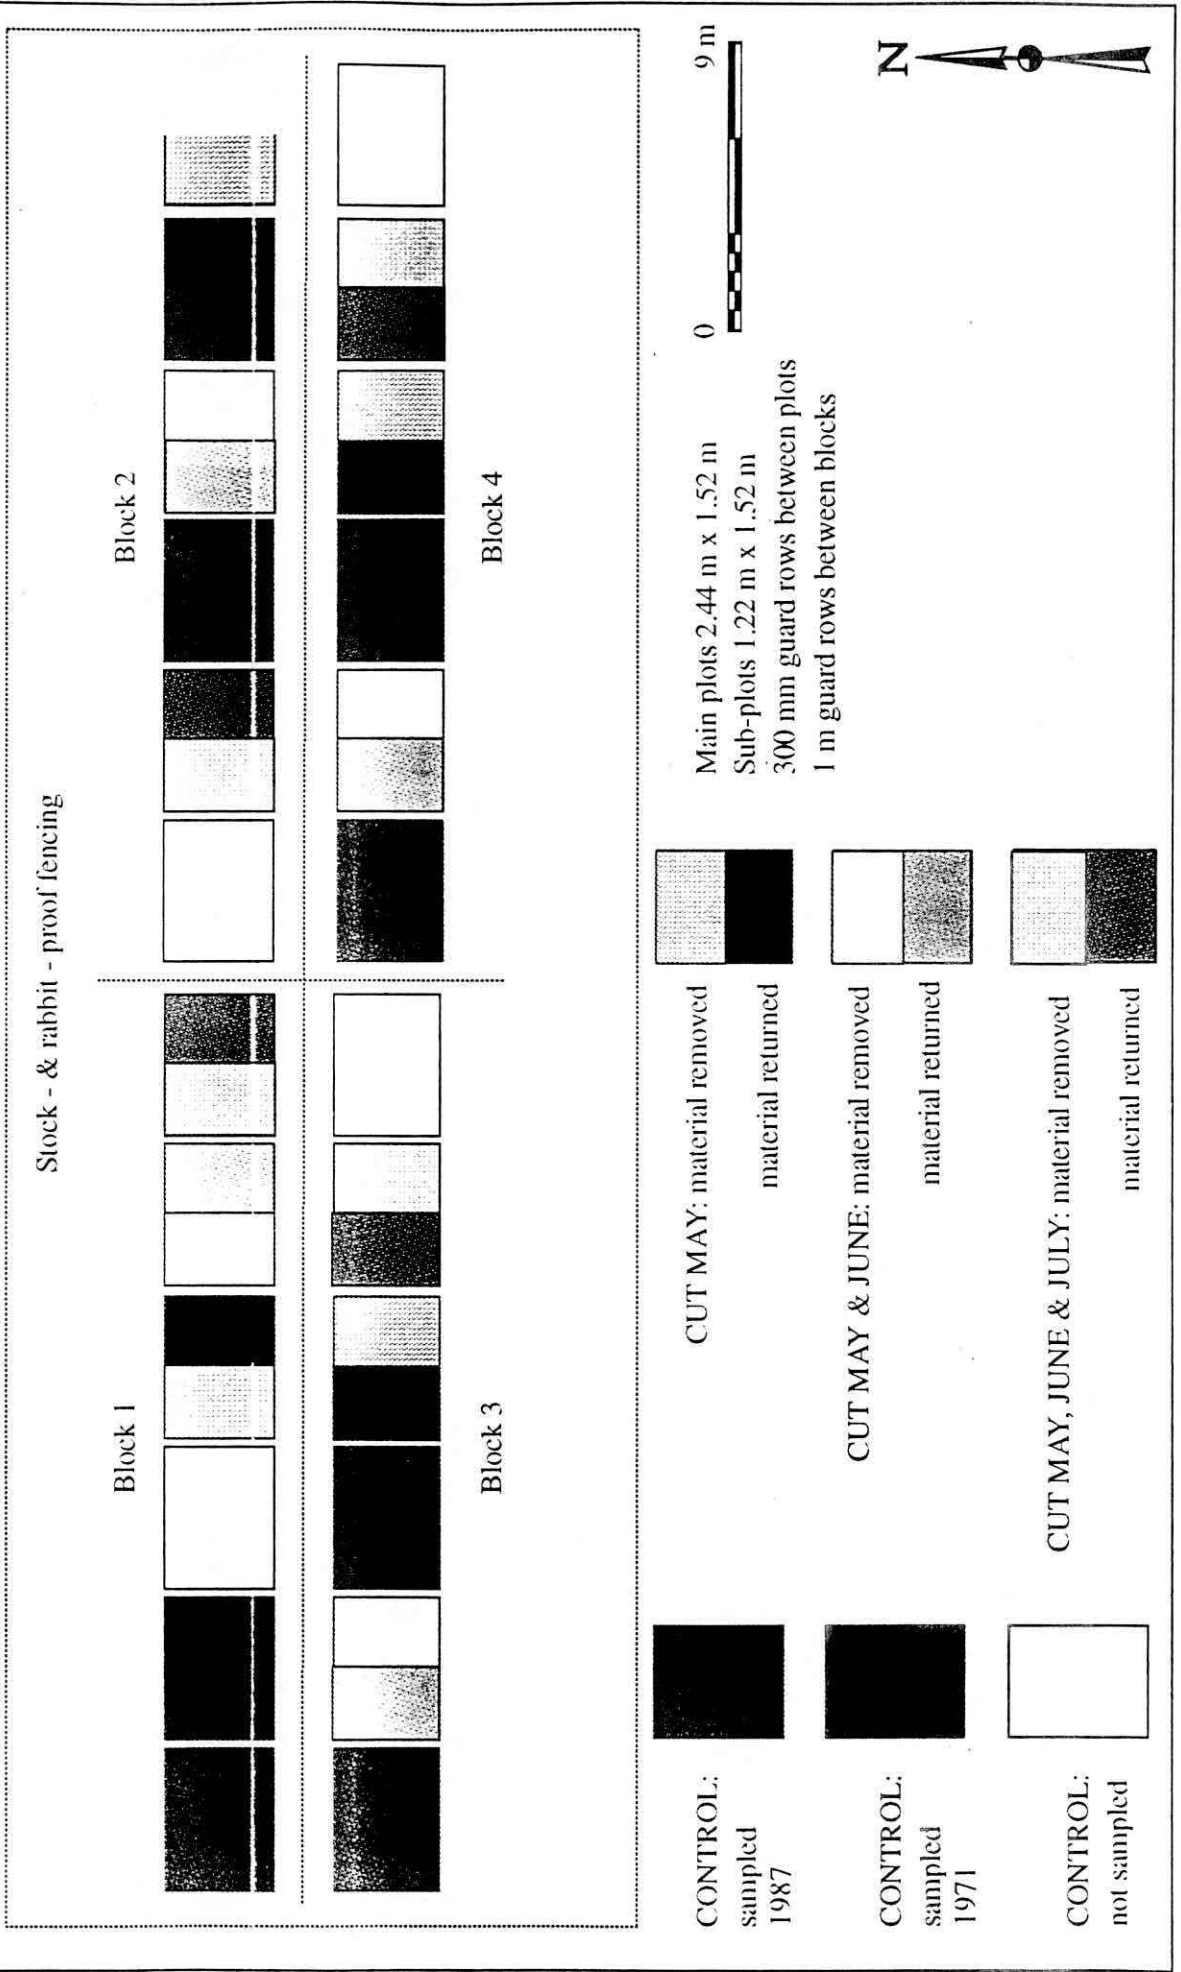 Stock - & rabbit - proof fencing
Block 1
Block 2
Block 3
Block 4
CONTROL:
sampled
1987
CONTROL:
sampled
1971
CONTROL:
not sampled
CUT MAY: material removed
material returned
CUT MAY & JUNE: material removed
material returned
CUT MAY, JUNE & JULY: material removed
material returned
Main plots 2.44 m x 1.52 m
Sub-plots 1.22 m x 1.52 m
300 mm guard rows between plots
1 m guard rows between blocks
0 9 m
N